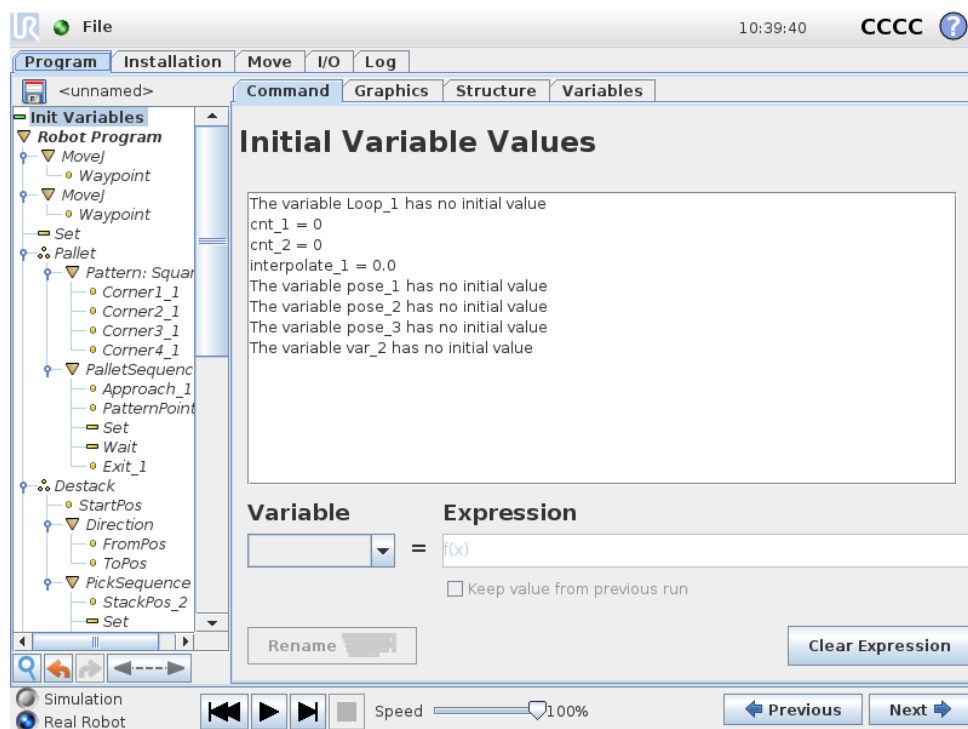 UR File 10:39:40 CCCC ?
Program Installation Move I/O Log
<unnamed> Command Graphics Structure Variables
Init Variables
Robot Program
MoveJ
Waypoint
MoveJ
Waypoint
Set
Pallet
Pattern: Squar
Corner1_1
Corner2_1
Corner3_1
Corner4_1
PalletSequenc
Approach_1
PatternPoint
Set
Wait
Exit_1
Destack
StartPos
Direction
FromPos
ToPos
PickSequence
StackPos_2
Set
Initial Variable Values
The variable Loop_1 has no initial value
cnt_1 = 0
cnt_2 = 0
interpolate_1 = 0.0
The variable pose_1 has no initial value
The variable pose_2 has no initial value
The variable pose_3 has no initial value
The variable var_2 has no initial value
Variable Expression
= f(x)
Keep value from previous run
Rename Clear Expression
Simulation
Real Robot
Speed 100% Previous Next